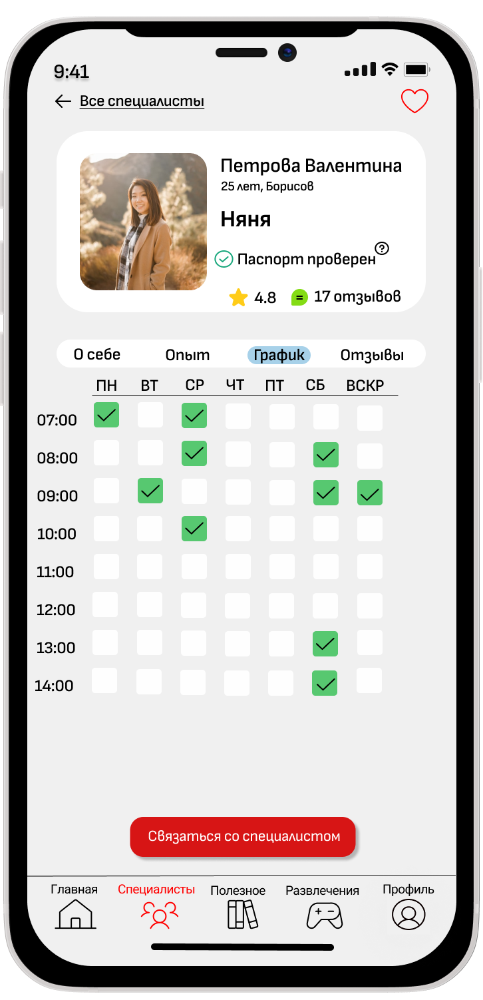 9:41
Все специалисты
Петрова Валентина
25 лет, Борисов
Няня
Паспорт проверен ?
4.8 = 17 отзывов
О себе Опыт График Отзывы
ПН ВТ СР ЧТ ПТ СБ ВСКР
07:00
08:00
09:00
10:00
11:00
12:00
13:00
14:00
Связаться со специалистом
Главная Специалисты Полезное Развлечения Профиль